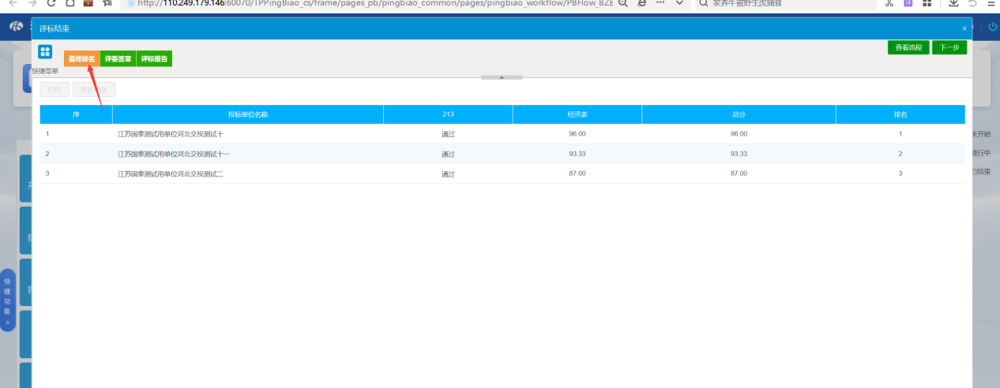 http://110.249.179.146:60070/TPPingBiao_cs/frame/pages_pb/pingbiao_common/pages/pingbiao_workflow/PBFlow_BZE
家养牛被野生虎捕食
评标结束 ×
查看流程 下一步
最终排名 评委签章 评标报告
快捷菜单
打印
序 投标单位名称 213 经济表 总分 排名
1 江苏国泰测试用单位河北交投测试十 通过 96.00 96.00 1
2 江苏国泰测试用单位河北交投测试十一 通过 93.33 93.33 2
3 江苏国泰测试用单位河北交投测试二 通过 87.00 87.00 3
未开始
进行中
已结束
快捷功能 »